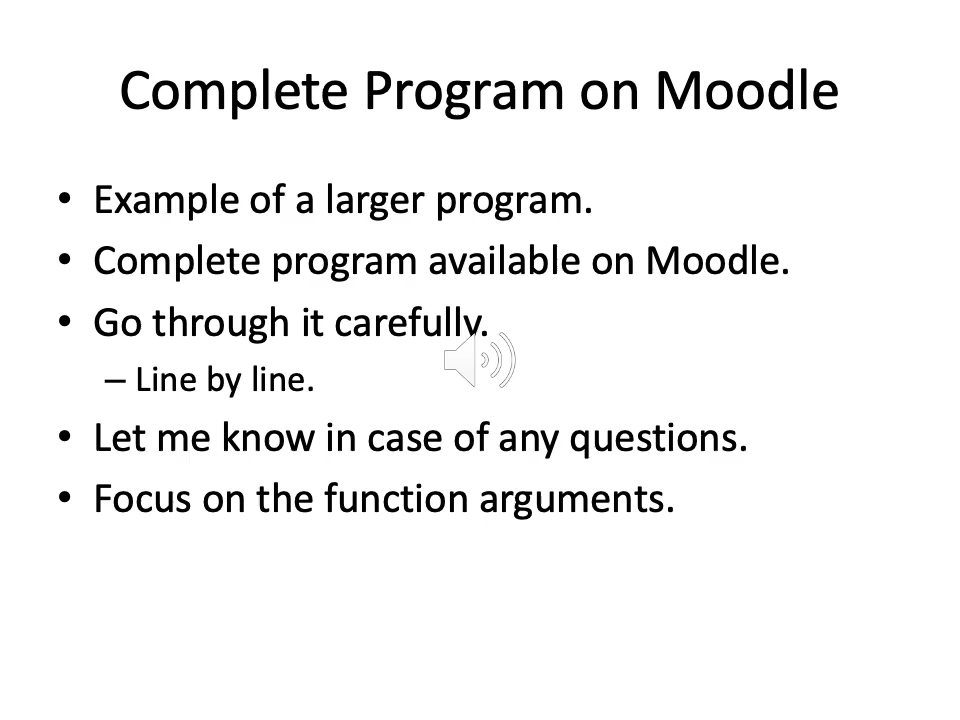 Complete Program on Moodle
• Example of a larger program.
• Complete program available on Moodle.
• Go through it carefully.
– Line by line.
• Let me know in case of any questions.
• Focus on the function arguments.